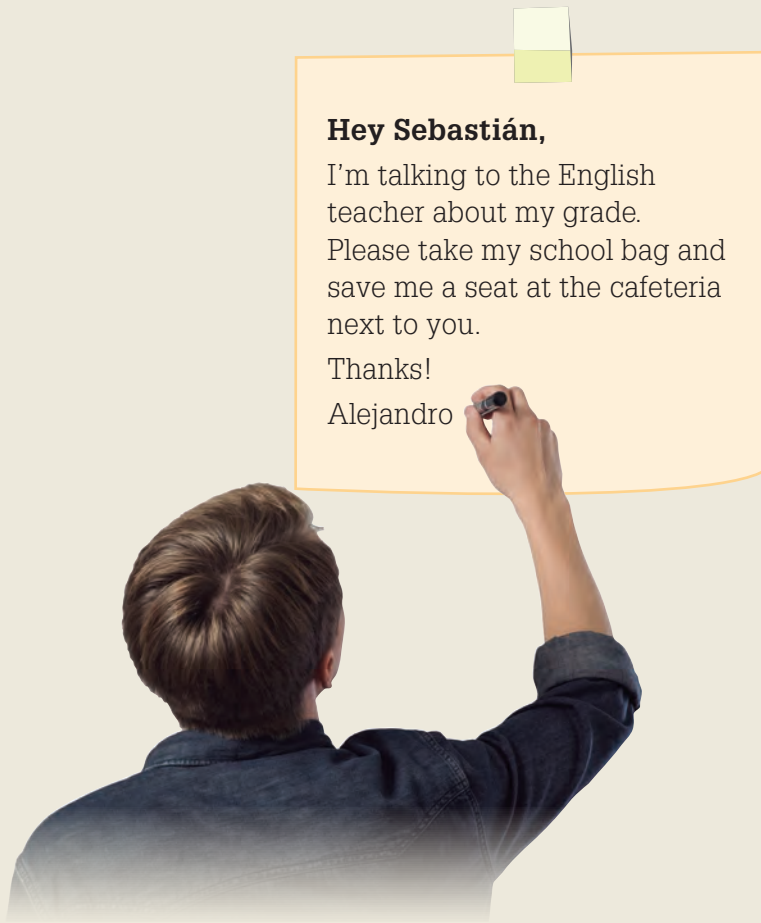 Hey Sebastián,
I'm talking to the English
teacher about my grade.
Please take my school bag and
save me a seat at the cafeteria
next to you.
Thanks!
Alejandro